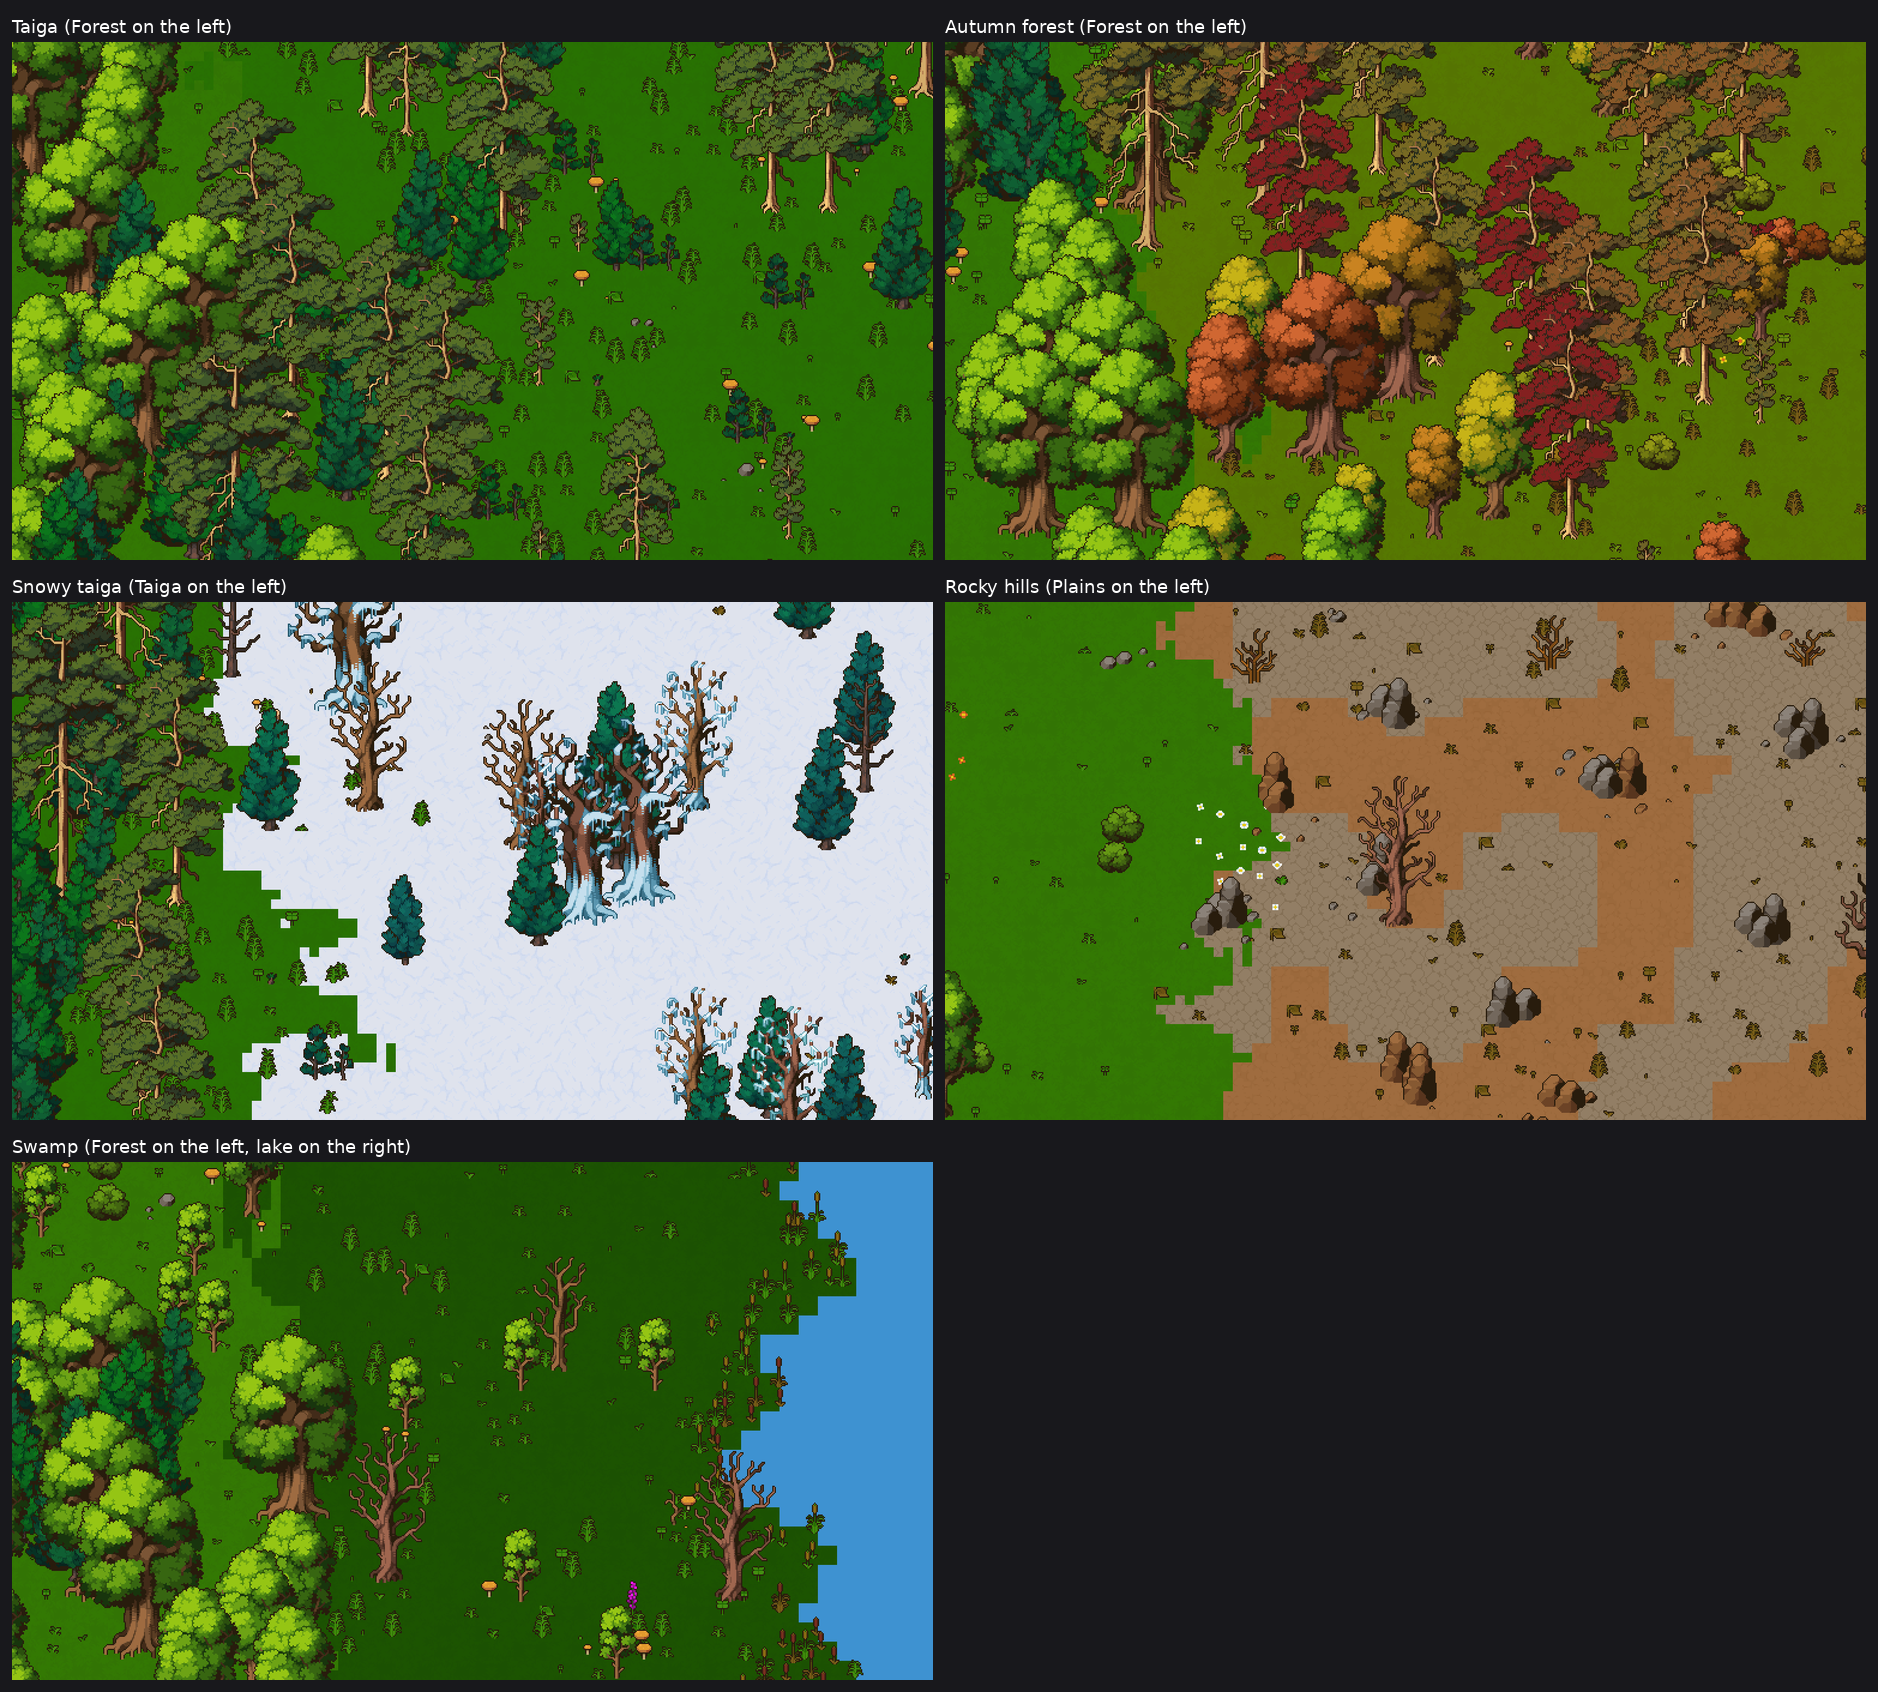 Taiga (Forest on the left)
Autumn forest (Forest on the left)
Snowy taiga (Taiga on the left)
Rocky hills (Plains on the left)
Swamp (Forest on the left, lake on the right)